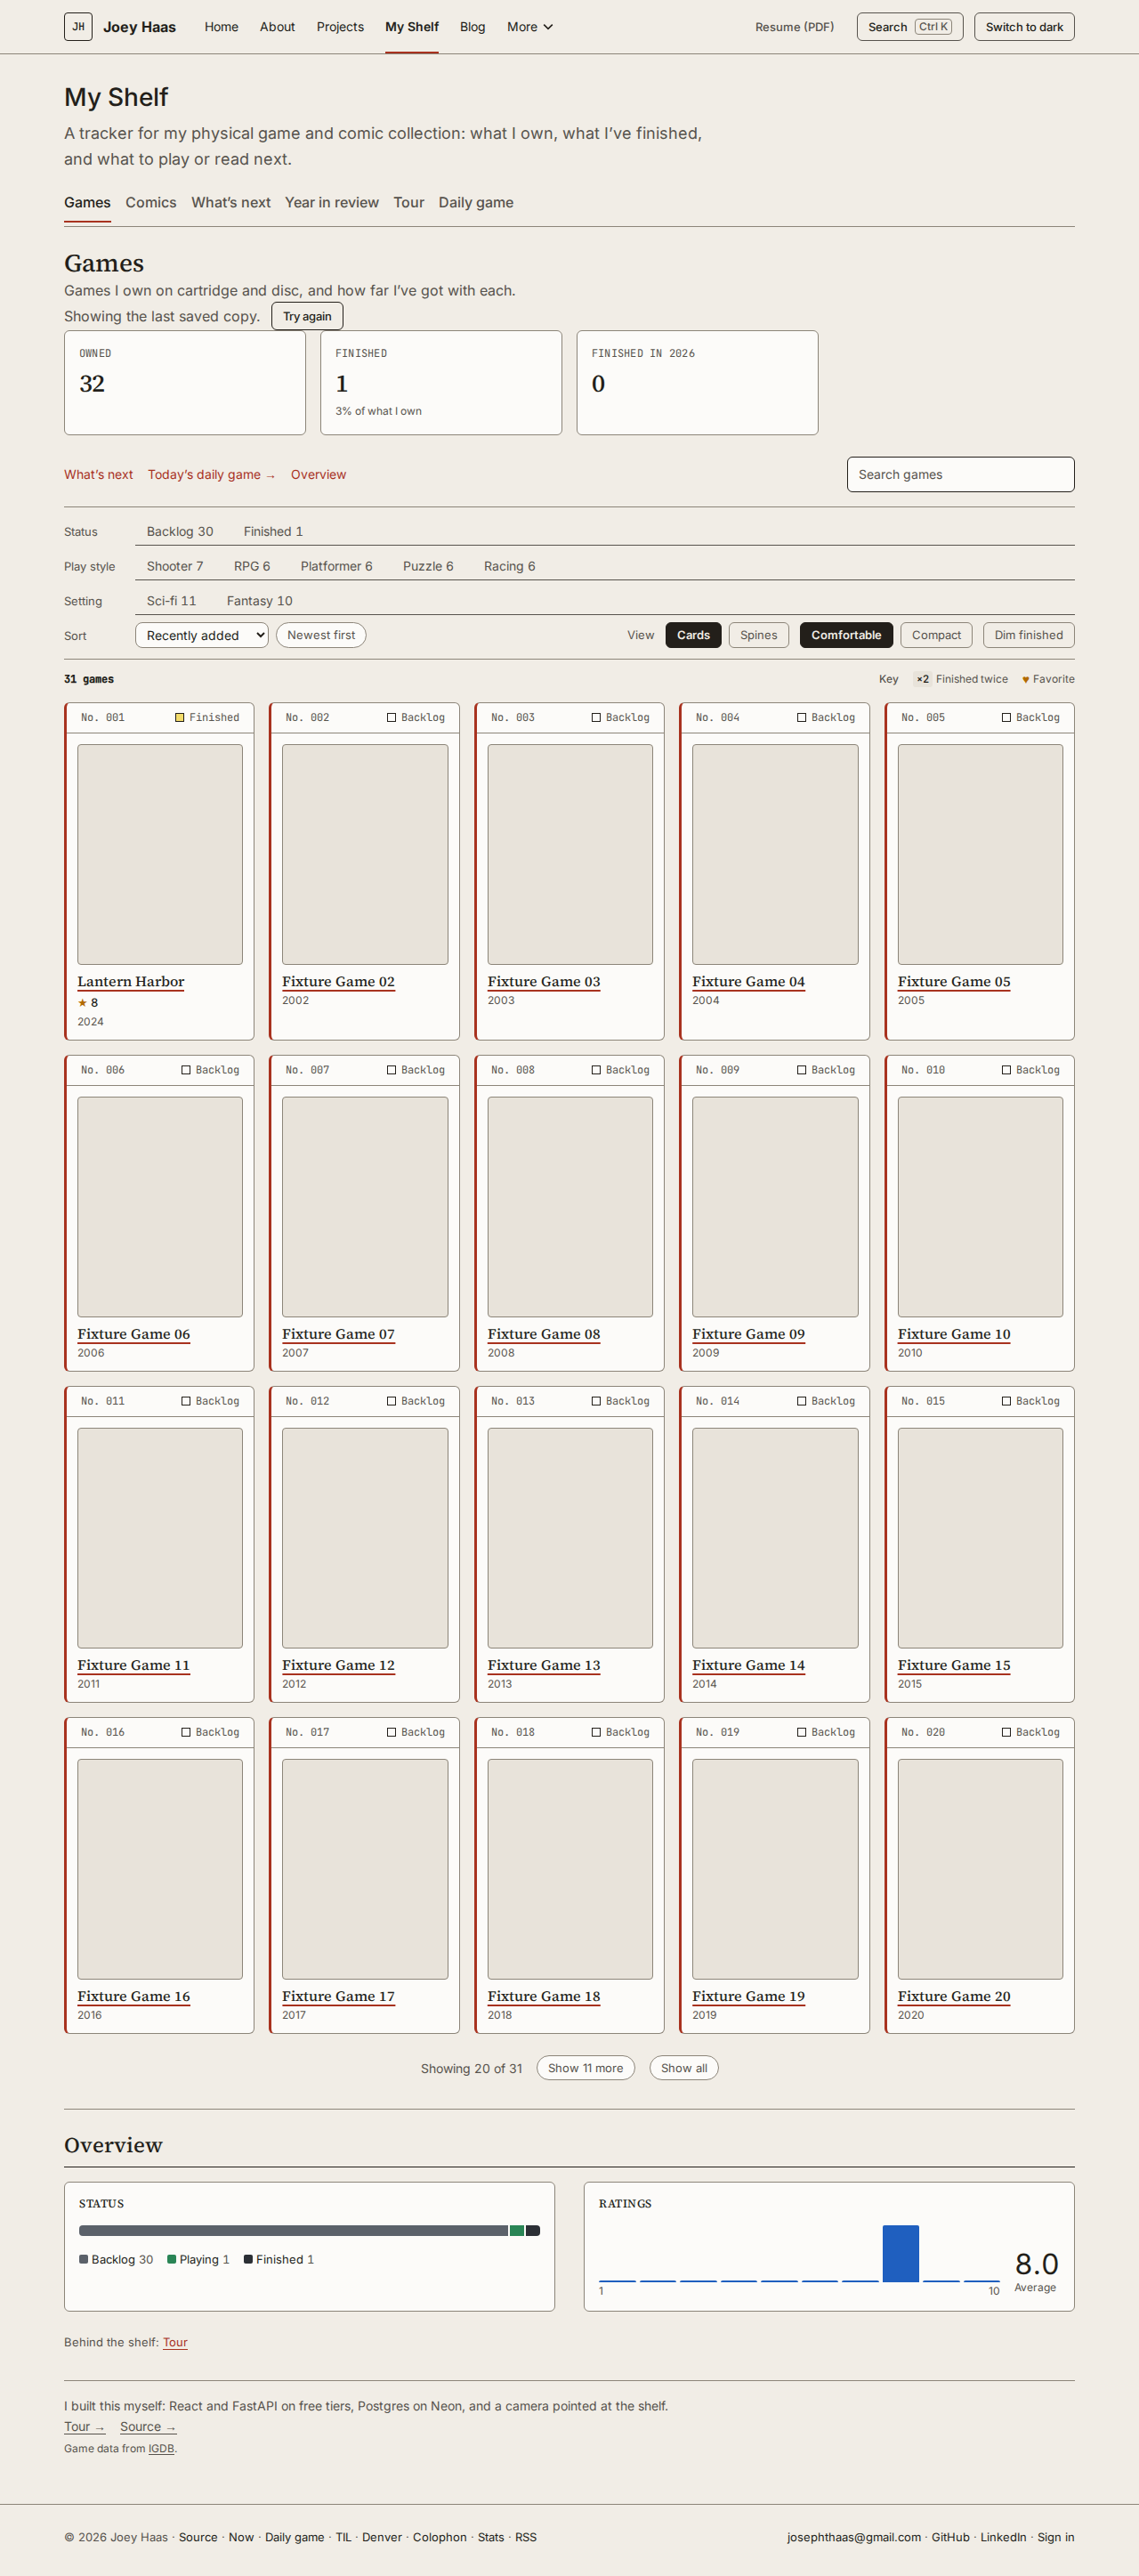 JH Joey Haas Home About Projects My Shelf Blog More Resume (PDF) Search Ctrl K Switch to dark
My Shelf
A tracker for my physical game and comic collection: what I own, what I’ve finished,
and what to play or read next.
Games Comics What’s next Year in review Tour Daily game
Games
Games I own on cartridge and disc, and how far I’ve got with each.
Showing the last saved copy. Try again
OWNED FINISHED FINISHED IN 2026
32 1 0
3% of what I own
What’s next Today’s daily game → Overview Search games
Status Backlog 30 Finished 1
Play style Shooter 7 RPG 6 Platformer 6 Puzzle 6 Racing 6
Setting Sci-fi 11 Fantasy 10
Sort Recently added Newest first View Cards Spines Comfortable Compact Dim finished
31 games Key ×2 Finished twice ♥ Favorite
No. 001 Finished No. 002 Backlog No. 003 Backlog No. 004 Backlog No. 005 Backlog
Lantern Harbor Fixture Game 02 Fixture Game 03 Fixture Game 04 Fixture Game 05
★ 8 2002 2003 2004 2005
2024
No. 006 Backlog No. 007 Backlog No. 008 Backlog No. 009 Backlog No. 010 Backlog
Fixture Game 06 Fixture Game 07 Fixture Game 08 Fixture Game 09 Fixture Game 10
2006 2007 2008 2009 2010
No. 011 Backlog No. 012 Backlog No. 013 Backlog No. 014 Backlog No. 015 Backlog
Fixture Game 11 Fixture Game 12 Fixture Game 13 Fixture Game 14 Fixture Game 15
2011 2012 2013 2014 2015
No. 016 Backlog No. 017 Backlog No. 018 Backlog No. 019 Backlog No. 020 Backlog
Fixture Game 16 Fixture Game 17 Fixture Game 18 Fixture Game 19 Fixture Game 20
2016 2017 2018 2019 2020
Showing 20 of 31 Show 11 more Show all
Overview
STATUS RATINGS
Backlog 30 Playing 1 Finished 1
8.0
1 10 Average
Behind the shelf: Tour
I built this myself: React and FastAPI on free tiers, Postgres on Neon, and a camera pointed at the shelf.
Tour → Source →
Game data from IGDB.
© 2026 Joey Haas · Source · Now · Daily game · TIL · Denver · Colophon · Stats · RSS josephthaas@gmail.com · GitHub · LinkedIn · Sign in